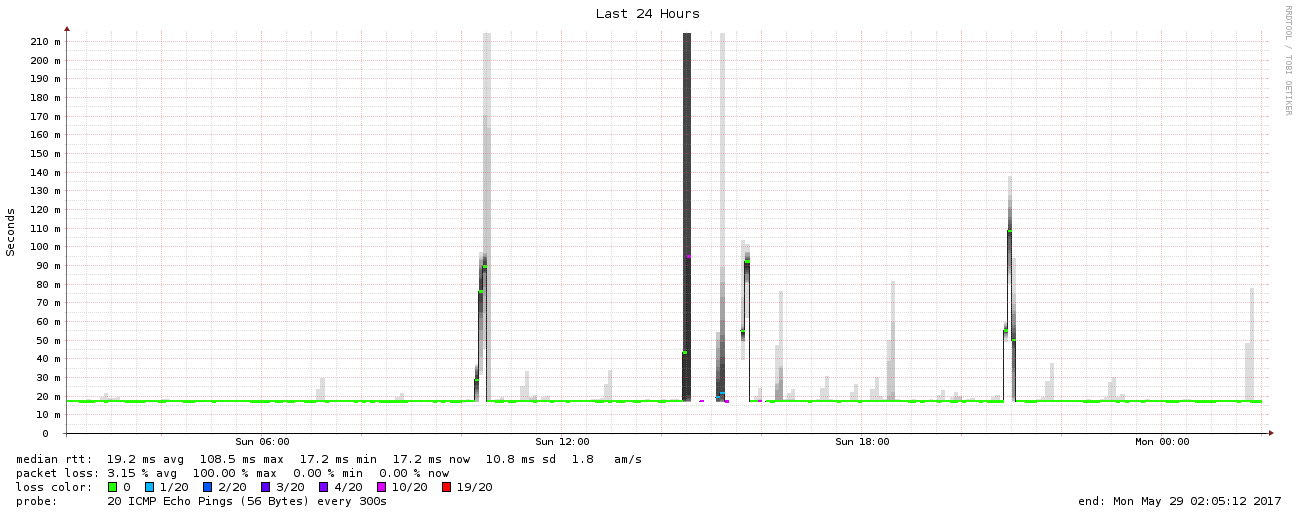 Last 24 Hours
RRDTOOL / TOBI OETIKER
Seconds
210 m
200 m
190 m
180 m
170 m
160 m
150 m
140 m
130 m
120 m
110 m
100 m
90 m
80 m
70 m
60 m
50 m
40 m
30 m
20 m
10 m
0
Sun 06:00 Sun 12:00 Sun 18:00 Mon 00:00
median rtt: 19.2 ms avg 108.5 ms max 17.2 ms min 17.2 ms now 10.8 ms sd 1.8 am/s
packet loss: 3.15 % avg 100.00 % max 0.00 % min 0.00 % now
loss color: 0 1/20 2/20 3/20 4/20 10/20 19/20
probe: 20 ICMP Echo Pings (56 Bytes) every 300s end: Mon May 29 02:05:12 2017